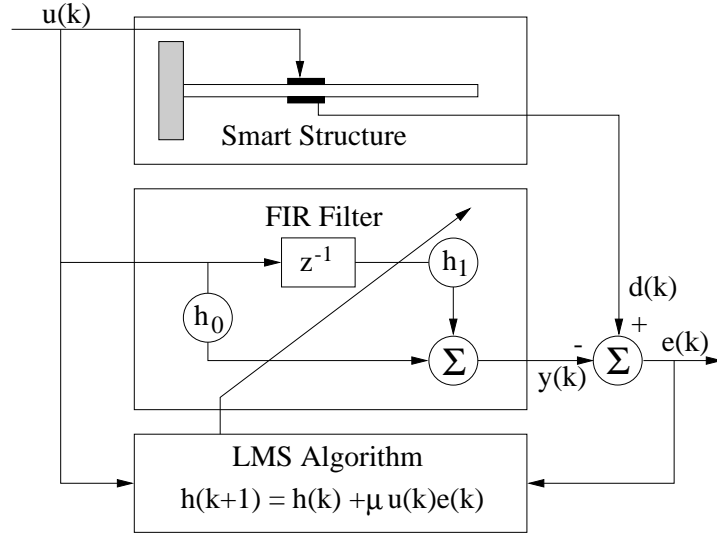 u(k)
Smart Structure
FIR Filter
z-1
h1
h0
Σ
d(k)
+
-
Σ
e(k)
y(k)
LMS Algorithm
h(k+1) = h(k) +μ u(k)e(k)